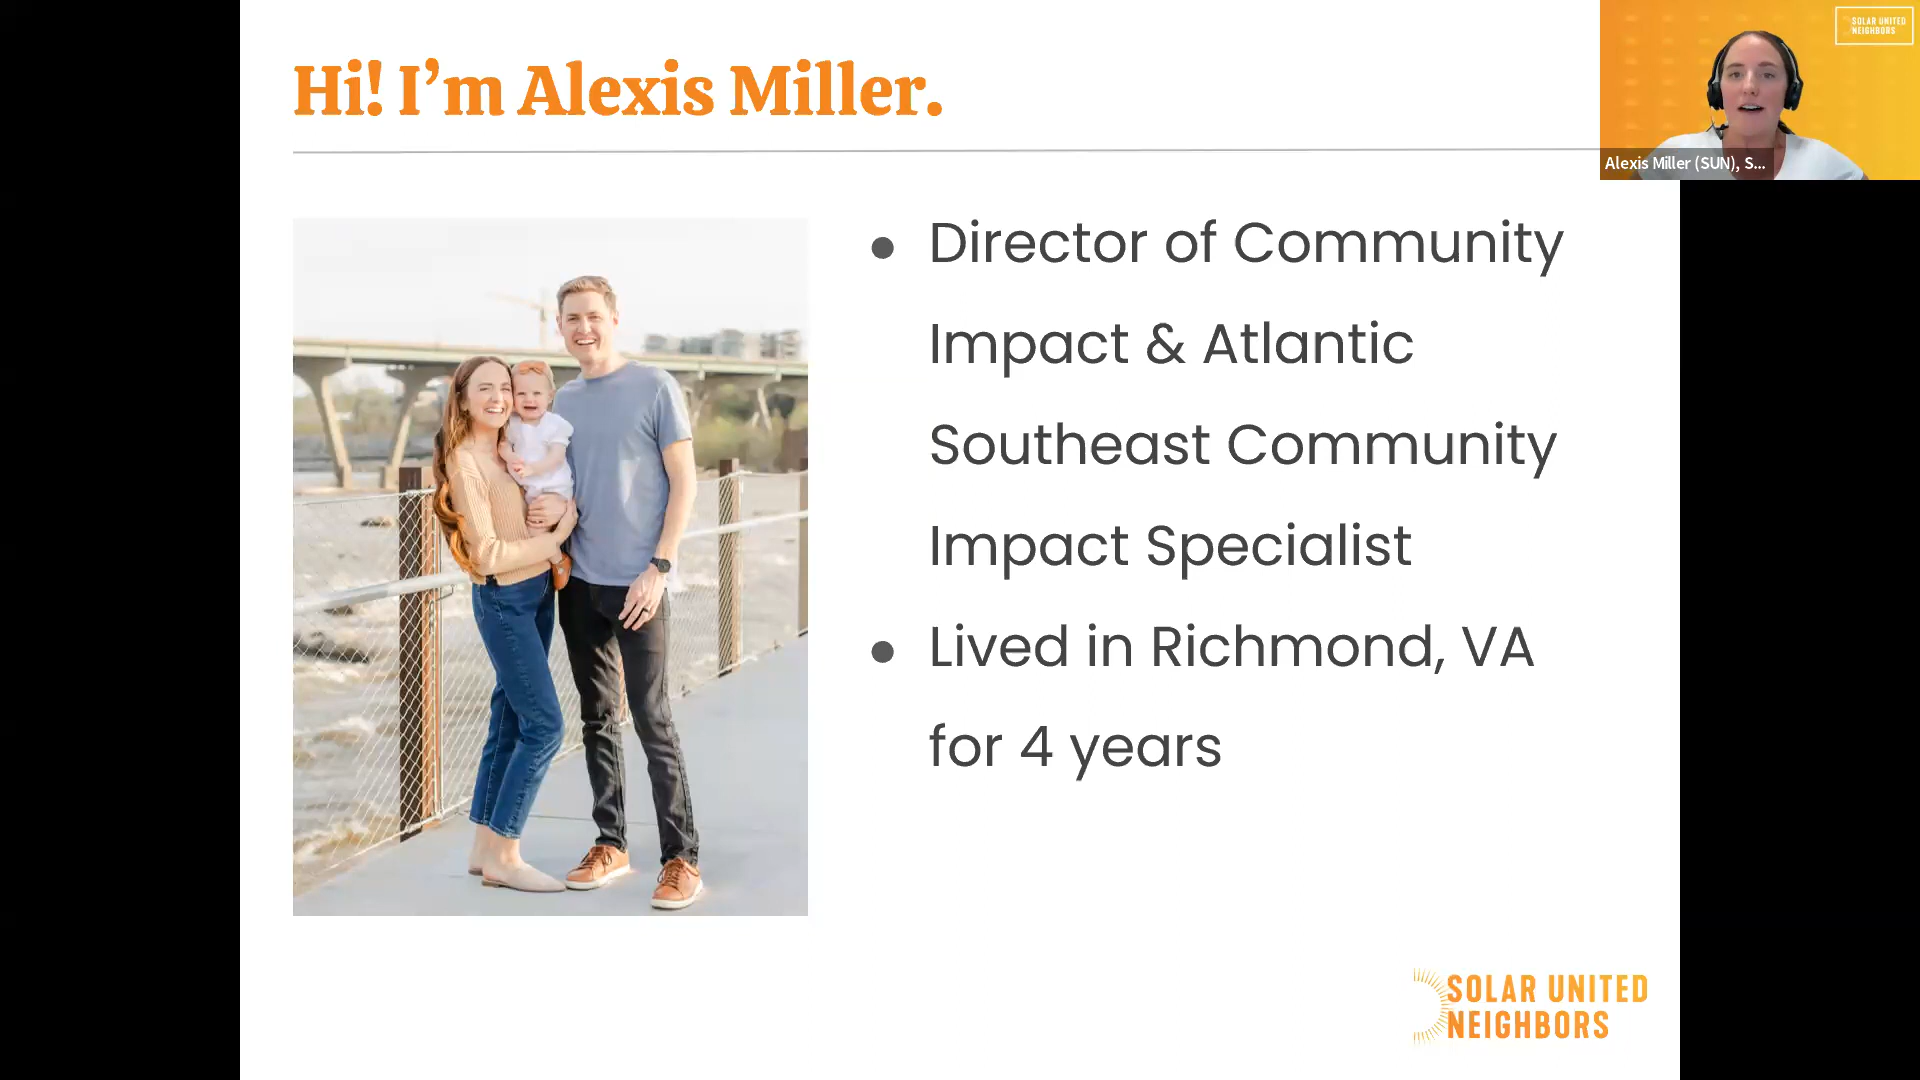 Hi! I’m Alexis Miller.
SOLAR UNITED
NEIGHBORS
Alexis Miller (SUN), S...
● Director of Community
Impact & Atlantic
Southeast Community
Impact Specialist
● Lived in Richmond, VA
for 4 years
SOLAR UNITED
NEIGHBORS